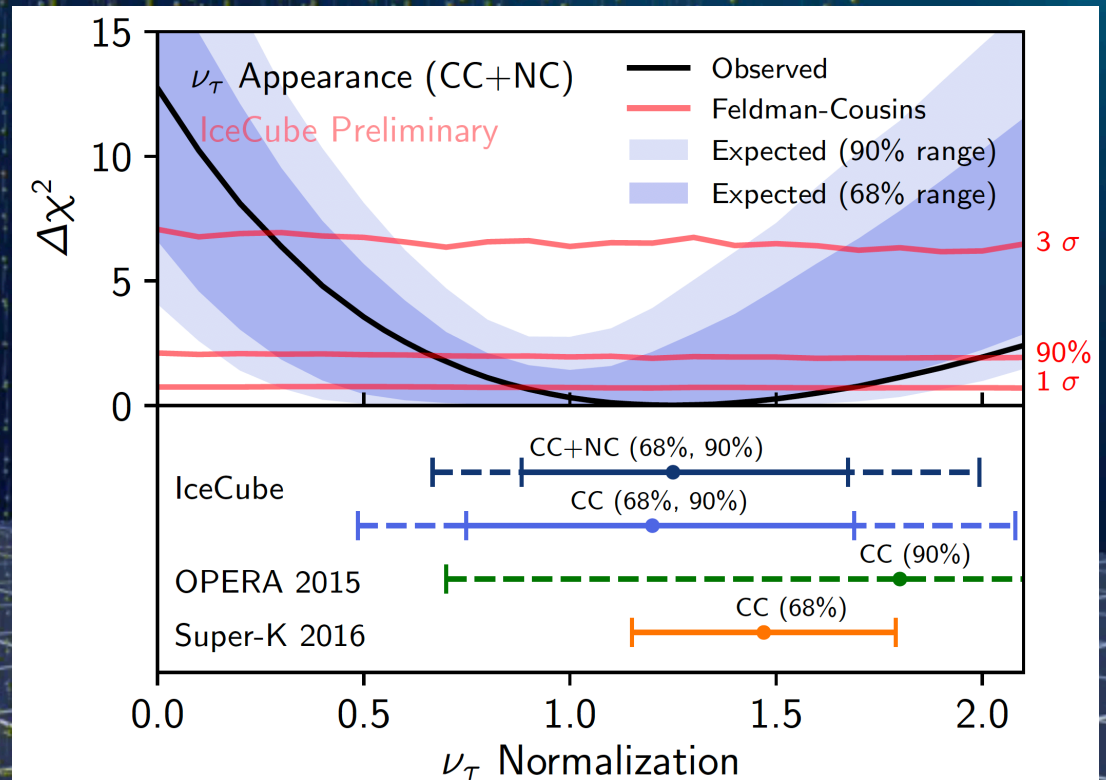 15
10
5
0
Δχ²
ν_τ Appearance (CC+NC)
IceCube Preliminary
Observed
Feldman-Cousins
Expected (90% range)
Expected (68% range)
3 σ
90%
1 σ
CC+NC (68%, 90%)
IceCube
CC (68%, 90%)
CC (90%)
OPERA 2015
CC (68%)
Super-K 2016
0.0 0.5 1.0 1.5 2.0
ν_τ Normalization